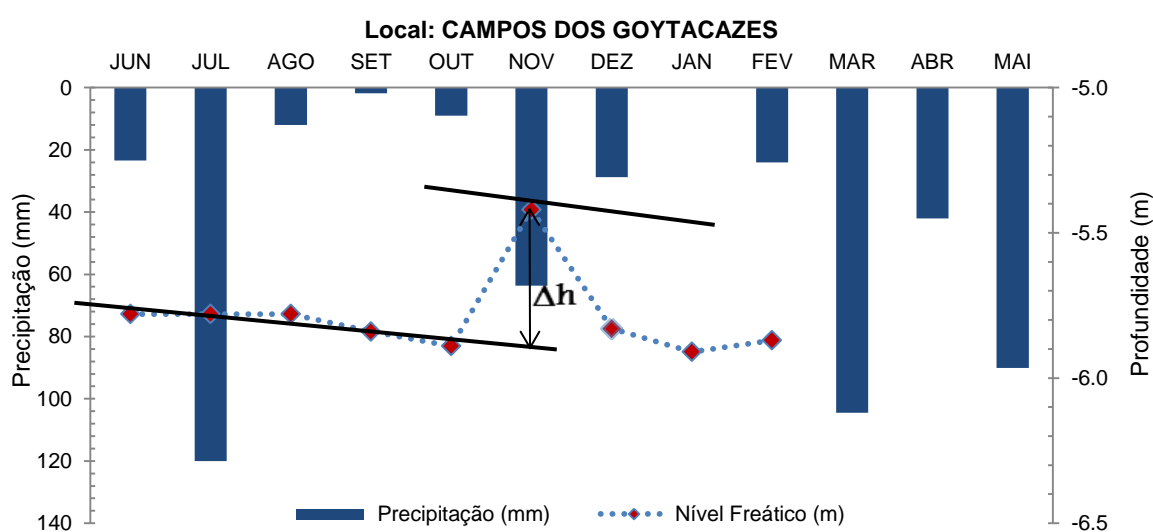 Local: CAMPOS DOS GOYTACAZES
JUN JUL AGO SET OUT NOV DEZ JAN FEV MAR ABR MAI
0
20
40
60
80
100
120
140
Precipitação (mm)
-5.0
-5.5
-6.0
-6.5
Profundidade (m)
Δh
Precipitação (mm) Nível Freático (m)